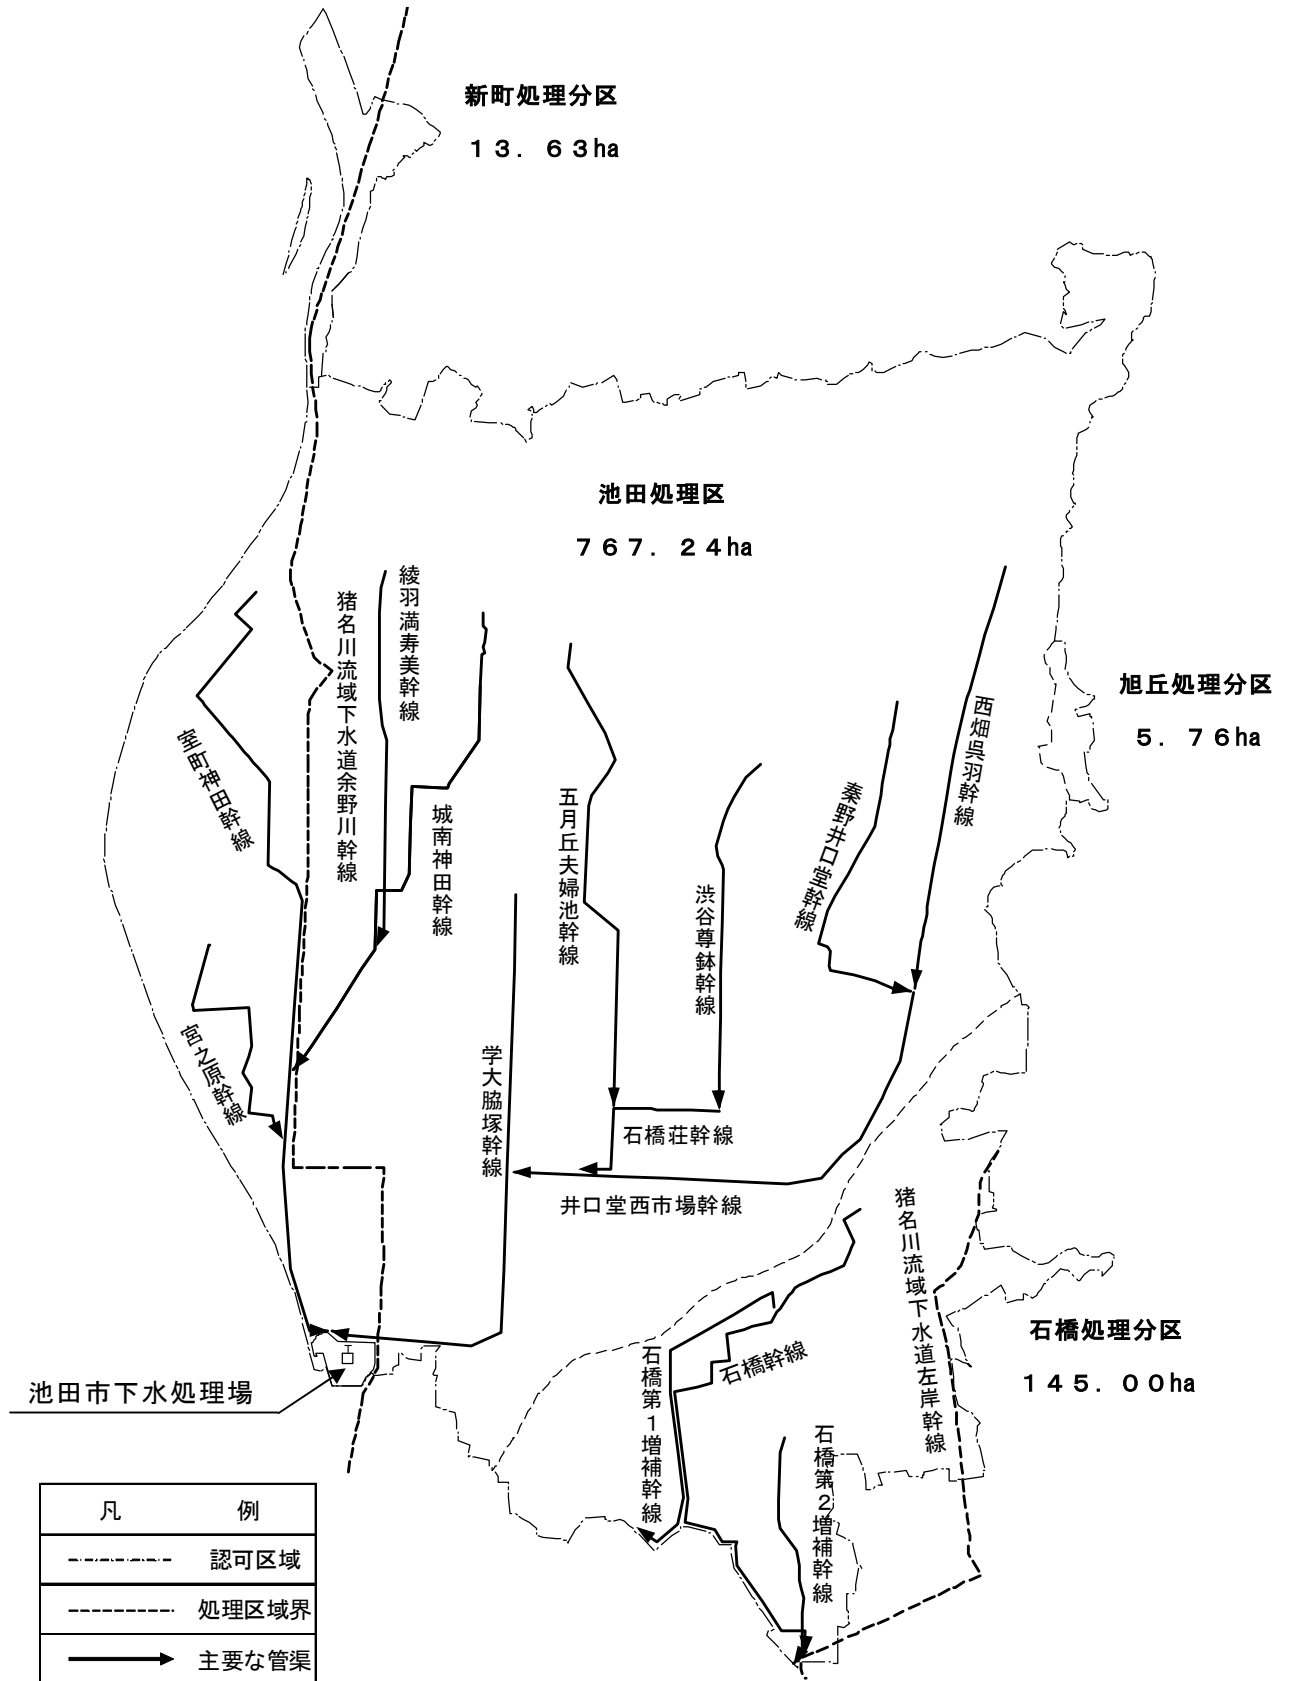 新町処理分区
１３．６３ha
池田処理区
７６７．２４ha
綾羽満寿美幹線
猪名川流域下水道余野川幹線
旭丘処理分区
５．７６ha
西畑呉羽幹線
室町神田幹線
城南神田幹線
五月丘夫婦池幹線
秦野井口堂幹線
渋谷尊鉢幹線
宮之原幹線
学大脇塚幹線
石橋荘幹線
井口堂西市場幹線
猪名川流域下水道左岸幹線
石橋処理分区
１４５．００ha
石橋幹線
石橋第１増補幹線
池田市下水処理場
石橋第２増補幹線
凡　例
認可区域
処理区域界
主要な管渠